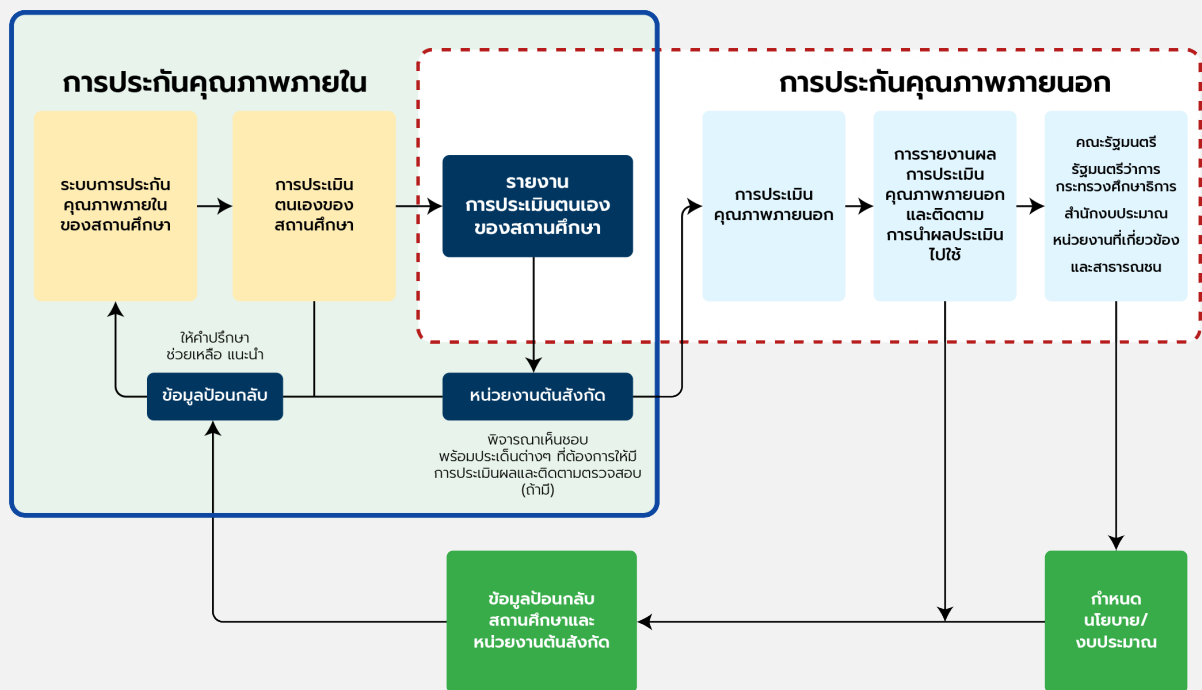 การประกันคุณภาพภายใน
การประกันคุณภาพภายนอก
ระบบการประกัน
คุณภาพภายใน
ของสถานศึกษา
การประเมิน
ตนเองของ
สถานศึกษา
รายงาน
การประเมินตนเอง
ของสถานศึกษา
การประเมิน
คุณภาพภายนอก
การรายงานผล
การประเมิน
คุณภาพภายนอก
และติดตาม
การนำผลประเมิน
ไปใช้
คณะรัฐมนตรี
รัฐมนตรีว่าการ
กระทรวงศึกษาธิการ
สำนักงบประมาณ
หน่วยงานที่เกี่ยวข้อง
และสาธารณชน
ให้คำปรึกษา
ช่วยเหลือ แนะนำ
ข้อมูลป้อนกลับ
หน่วยงานต้นสังกัด
พิจารณาเห็นชอบ
พร้อมประเด็นต่างๆ ที่ต้องการให้มี
การประเมินผลและติดตามตรวจสอบ
(ถ้ามี)
ข้อมูลป้อนกลับ
สถานศึกษาและ
หน่วยงานต้นสังกัด
กำหนด
นโยบาย/
งบประมาณ